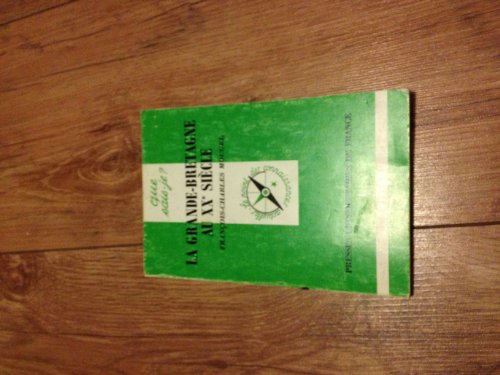 que
sais-je?
LA GRANDE-BRETAGNE
AU XXᵉ SIÈCLE
FRANÇOIS-CHARLES MOUGEL
PRESSES UNIVERSITAIRES DE FRANCE